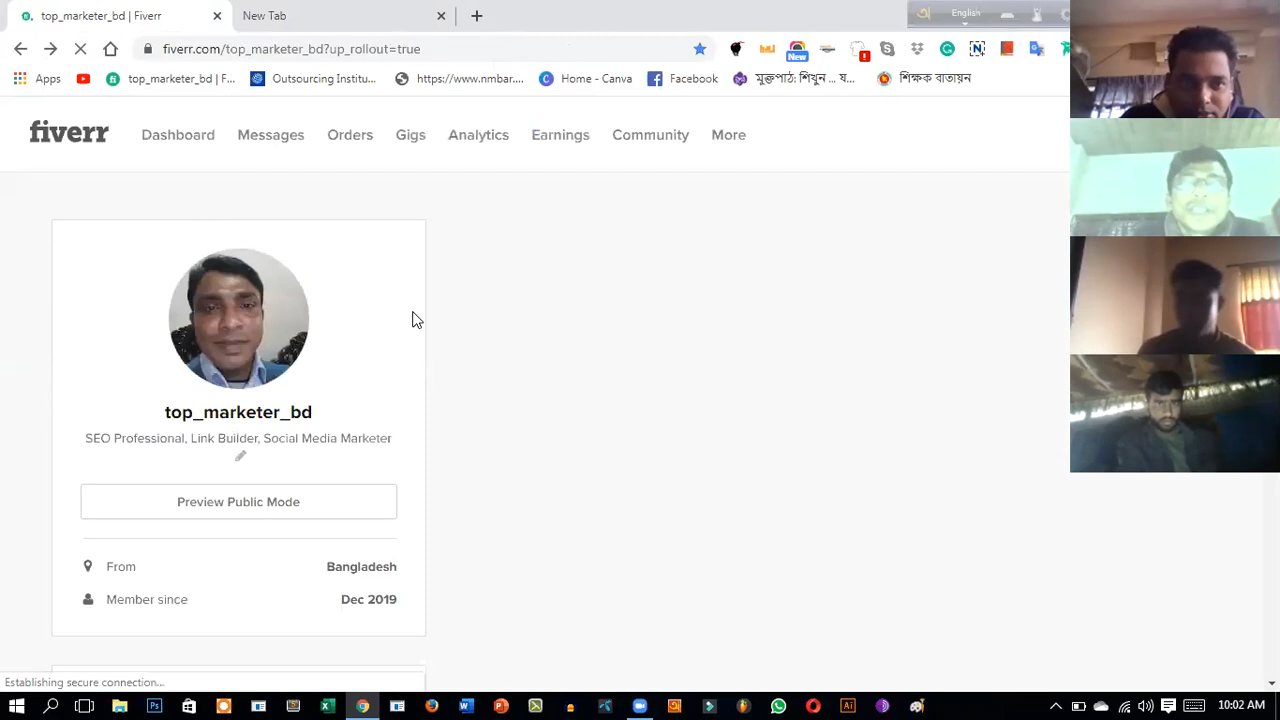 top_marketer_bd | Fiverr
New Tab
English
fiverr.com/top_marketer_bd?up_rollout=true
New
Apps
top_marketer_bd | F...
Outsourcing Institu...
https://www.nmbar...
Home - Canva
Facebook
মুক্তপাঠ: শিখুন ... য...
শিক্ষক বাতায়ন
fiverr
Dashboard
Messages
Orders
Gigs
Analytics
Earnings
Community
More
top_marketer_bd
SEO Professional, Link Builder, Social Media Marketer
Preview Public Mode
From Bangladesh
Member since Dec 2019
Establishing secure connection...
10:02 AM